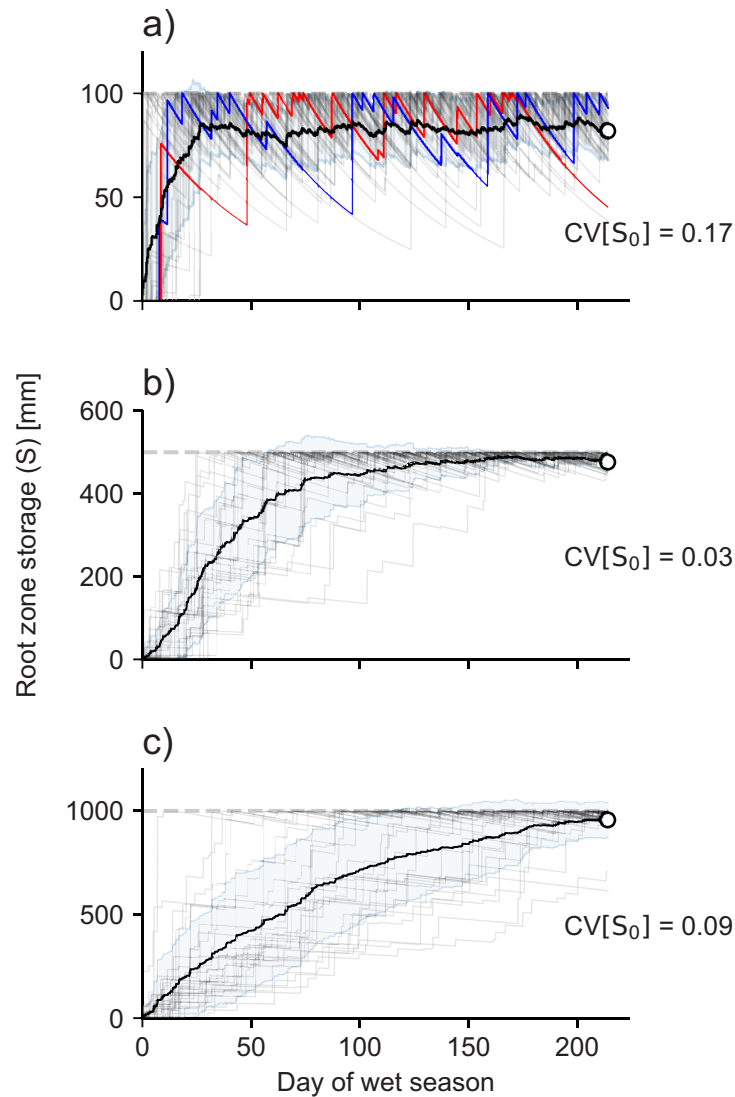 a)
100
50
0
CV[S₀] = 0.17
b)
600
400
200
0
CV[S₀] = 0.03
Root zone storage (S) [mm]
c)
1000
500
0
CV[S₀] = 0.09
0 50 100 150 200
Day of wet season